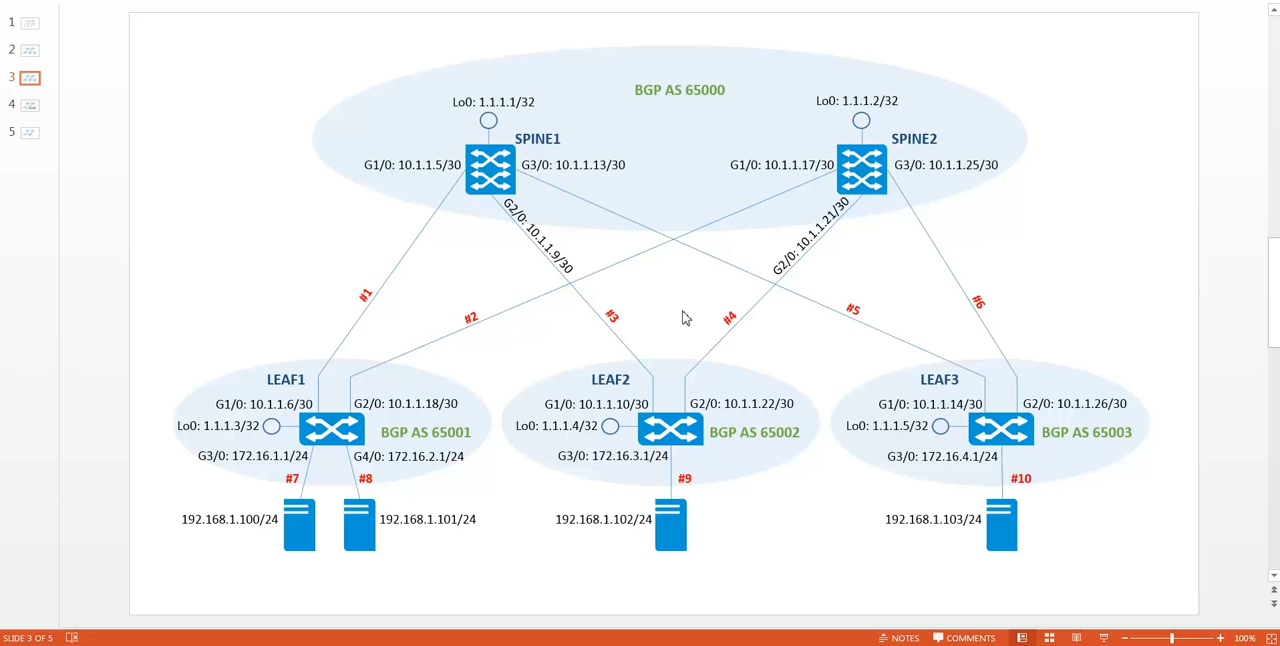 1
2
3
4
5
BGP AS 65000
Lo0: 1.1.1.1/32
Lo0: 1.1.1.2/32
SPINE1
SPINE2
G1/0: 10.1.1.5/30
G3/0: 10.1.1.13/30
G1/0: 10.1.1.17/30
G3/0: 10.1.1.25/30
G2/0: 10.1.1.9/30
G2/0: 10.1.1.21/30
#1
#2
#3
#4
#5
#6
LEAF1
LEAF2
LEAF3
G1/0: 10.1.1.6/30
G2/0: 10.1.1.18/30
G1/0: 10.1.1.10/30
G2/0: 10.1.1.22/30
G1/0: 10.1.1.14/30
G2/0: 10.1.1.26/30
Lo0: 1.1.1.3/32
BGP AS 65001
Lo0: 1.1.1.4/32
BGP AS 65002
Lo0: 1.1.1.5/32
BGP AS 65003
G3/0: 172.16.1.1/24
G4/0: 172.16.2.1/24
G3/0: 172.16.3.1/24
G3/0: 172.16.4.1/24
#7
#8
#9
#10
192.168.1.100/24
192.168.1.101/24
192.168.1.102/24
192.168.1.103/24
SLIDE 3 OF 5
NOTES
COMMENTS
100%